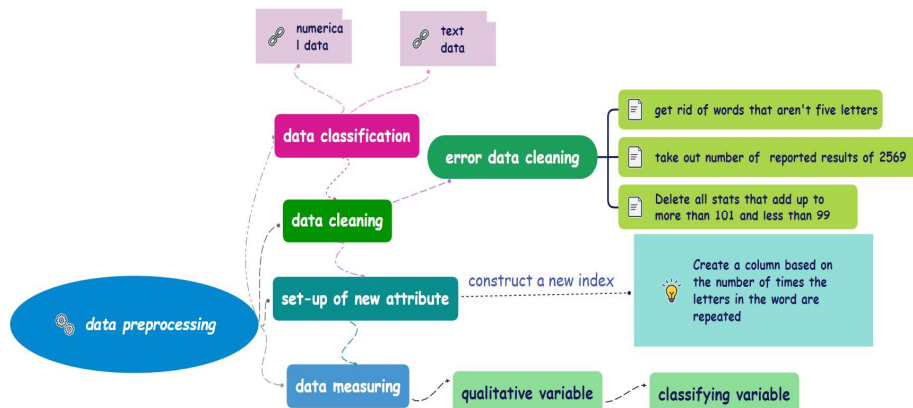 numerica
l data
text
data
data classification
get rid of words that aren't five letters
error data cleaning
take out number of reported results of 2569
Delete all stats that add up to
more than 101 and less than 99
data cleaning
construct a new index
Create a column based on
the number of times the
letters in the word are
repeated
set-up of new attribute
data preprocessing
data measuring
qualitative variable
classifying variable